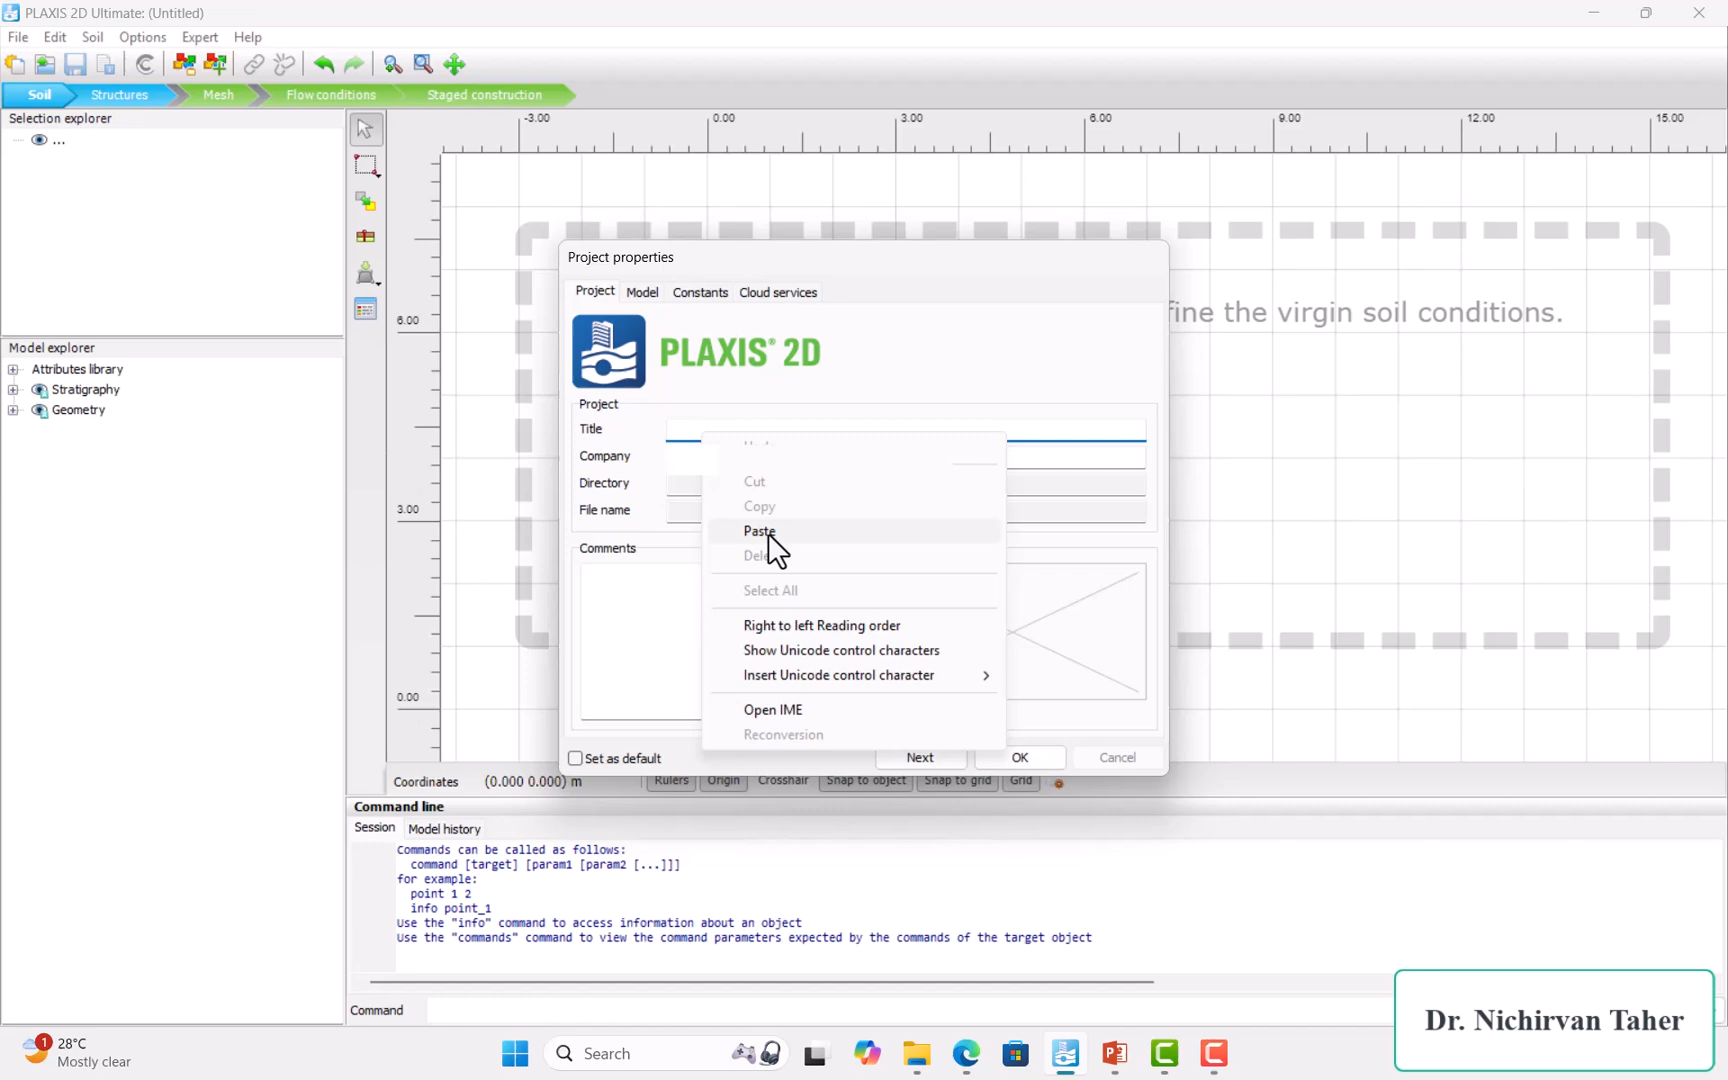 PLAXIS 2D Ultimate: (Untitled)
File Edit Soil Options Expert Help
Soil Structures Mesh Flow conditions Staged construction
Selection explorer
...
-3.00 0.00 3.00 6.00 9.00 12.00 15.00
Model explorer
Attributes library
Stratigraphy
Geometry
6.00
3.00
0.00
fine the virgin soil conditions.
Project properties
Project Model Constants Cloud services
PLAXIS® 2D
Project
Title
Company
Directory
File name
Comments
Cut
Copy
Paste
Dele
Select All
Right to left Reading order
Show Unicode control characters
Insert Unicode control character
Open IME
Reconversion
Set as default
Next OK Cancel
Coordinates (0.000 0.000) m Rulers Origin Crosshair Snap to object Snap to grid Grid
Command line
Session Model history
Commands can be called as follows:
command [target] [param1 [param2 [...]]]
for example:
point 1 2
info point_1
Use the "info" command to access information about an object
Use the "commands" command to view the command parameters expected by the commands of the target object
Command
Dr. Nichirvan Taher
1
28°C
Mostly clear
Search